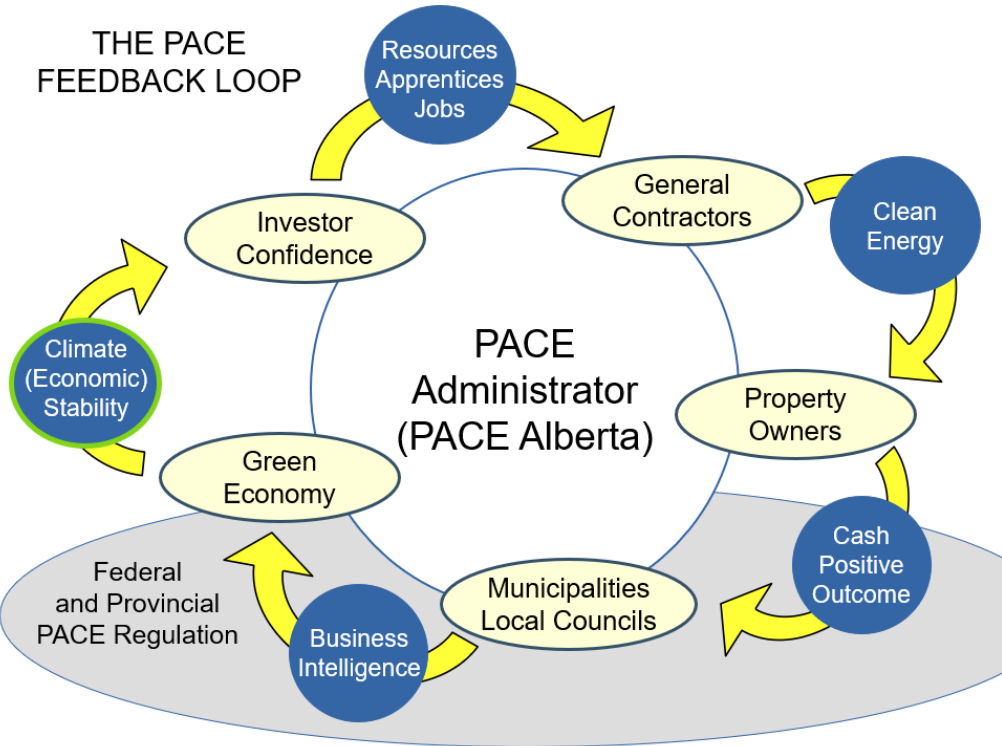 THE PACE
FEEDBACK LOOP
Resources
Apprentices
Jobs
General
Contractors
Clean
Energy
Property
Owners
Cash
Positive
Outcome
Municipalities
Local Councils
Business
Intelligence
Green
Economy
Climate
(Economic)
Stability
Investor
Confidence
PACE
Administrator
(PACE Alberta)
Federal
and Provincial
PACE Regulation